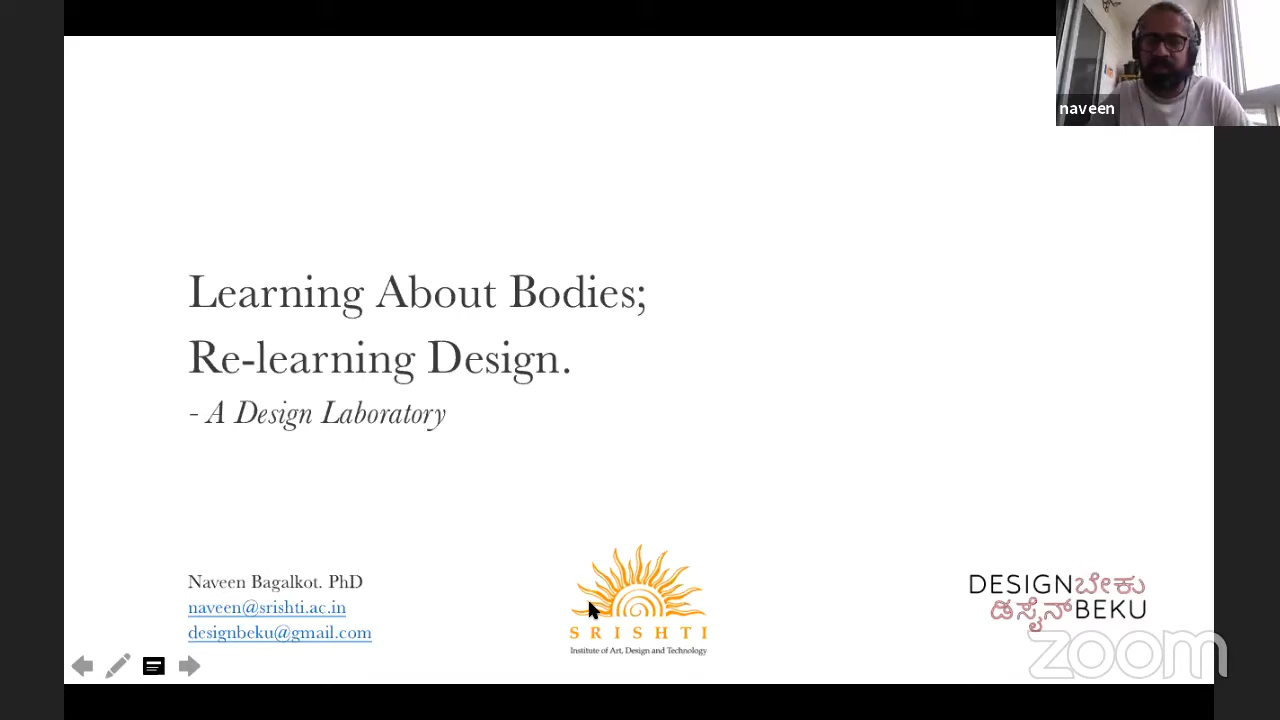 naveen
Learning About Bodies;
Re-learning Design.
- A Design Laboratory
Naveen Bagalkot. PhD
naveen@srishti.ac.in
designbeku@gmail.com
SRISHTI
Institute of Art, Design and Technology
DESIGNಬೇಕು
ಡಿಸೈನ್BEKU
zoom